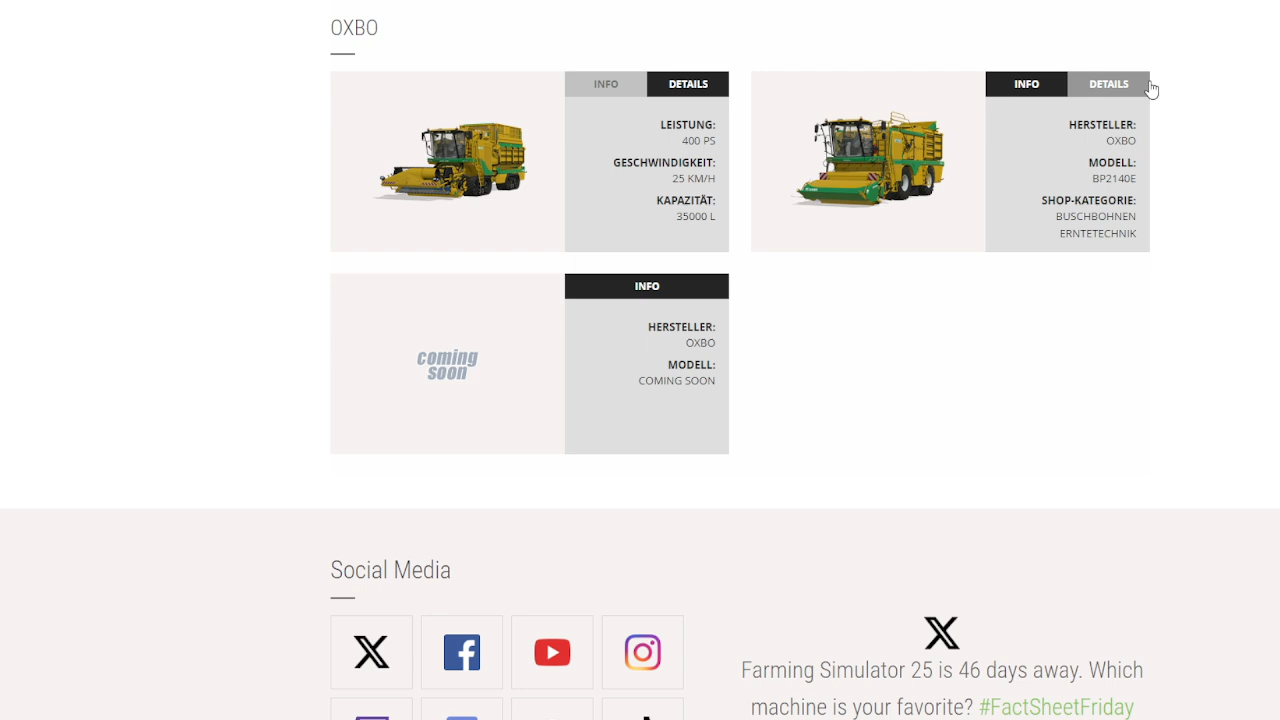 OXBO
INFO DETAILS
LEISTUNG:
400 PS
GESCHWINDIGKEIT:
25 KM/H
KAPAZITÄT:
35000 L
INFO DETAILS
HERSTELLER:
OXBO
MODELL:
BP2140E
SHOP-KATEGORIE:
BUSCHBOHNEN
ERNTETECHNIK
coming
soon
INFO
HERSTELLER:
OXBO
MODELL:
COMING SOON
Social Media
Farming Simulator 25 is 46 days away. Which
machine is your favorite? #FactSheetFriday